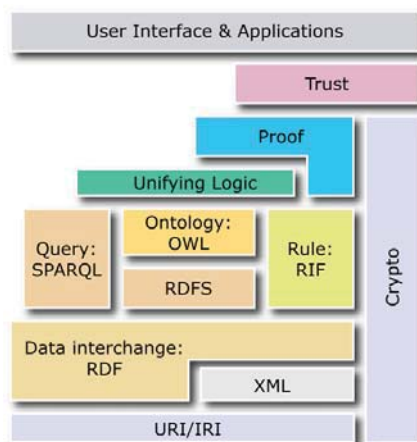 User Interface & Applications
Trust
Proof
Unifying Logic
Ontology:
OWL
Query:
SPARQL
Rule:
RIF
RDFS
Crypto
Data interchange:
RDF
XML
URI/IRI